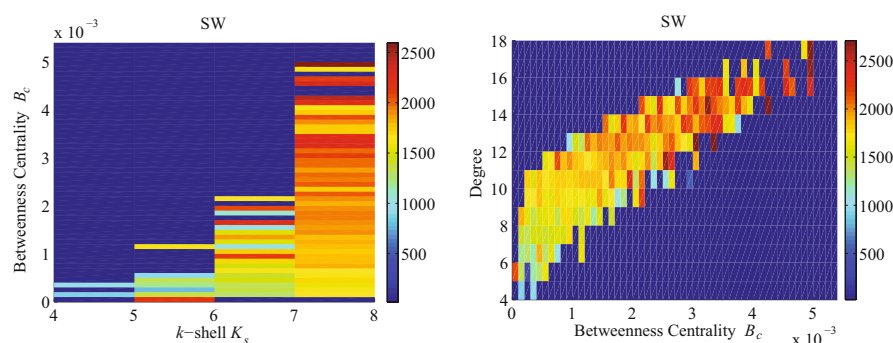 SW
x 10⁻³
5
4
3
2
1
0
Betweenness Centrality B_c
4 5 6 7 8
k−shell K_s
2500
2000
1500
1000
500
SW
18
16
14
12
10
8
6
4
Degree
0 1 2 3 4 5
Betweenness Centrality B_c
x 10⁻³
2500
2000
1500
1000
500